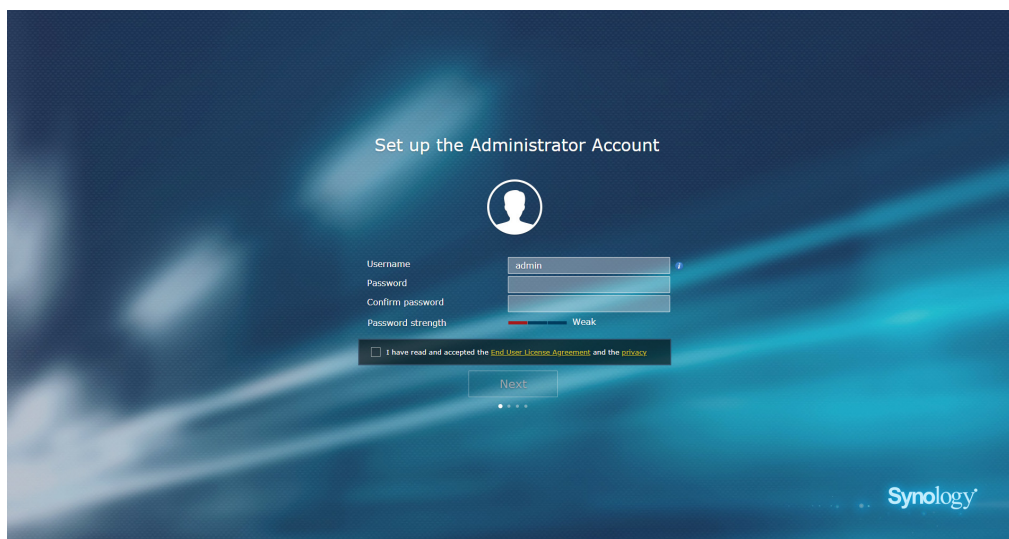 Set up the Administrator Account
Username admin
Password
Confirm password
Password strength Weak
I have read and accepted the End User License Agreement and the privacy
Next
Synology